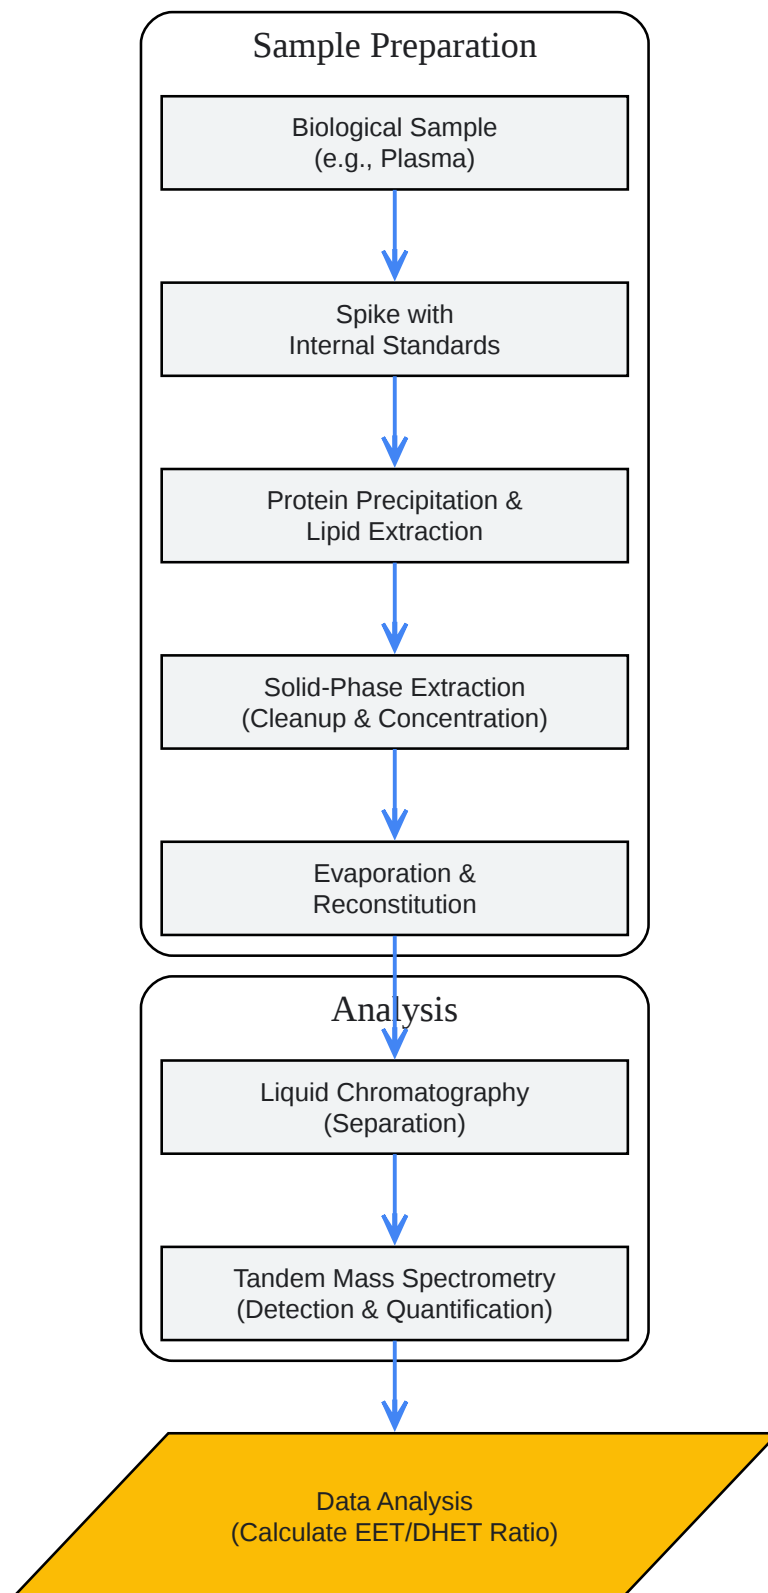 Sample Preparation
Biological Sample
(e.g., Plasma)
Spike with
Internal Standards
Protein Precipitation &
Lipid Extraction
Solid-Phase Extraction
(Cleanup & Concentration)
Evaporation &
Reconstitution
Analysis
Liquid Chromatography
(Separation)
Tandem Mass Spectrometry
(Detection & Quantification)
Data Analysis
(Calculate EET/DHET Ratio)